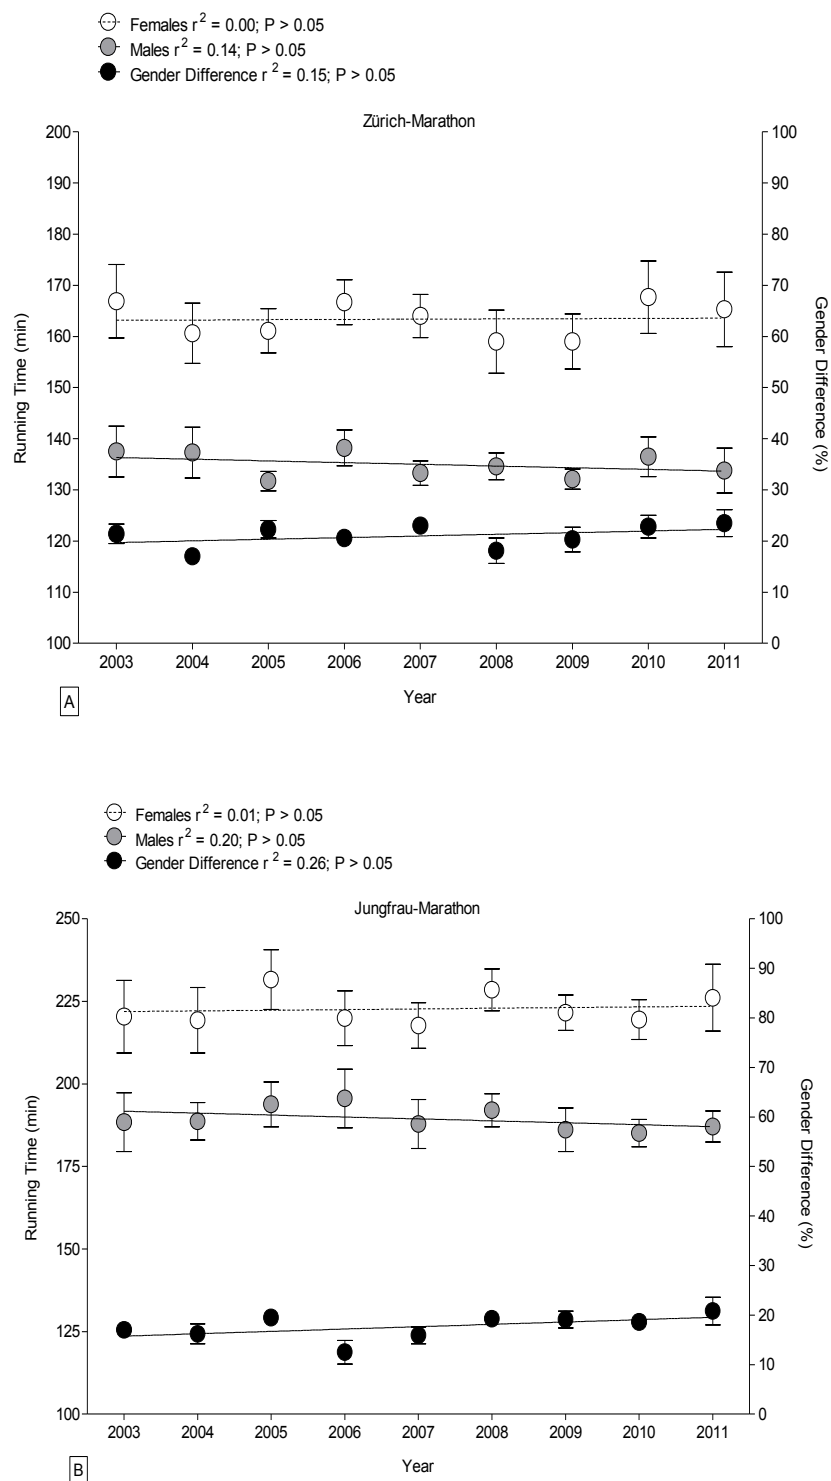 Females r² = 0.00; P > 0.05
Males r² = 0.14; P > 0.05
Gender Difference r² = 0.15; P > 0.05
Zürich-Marathon
200 100
190 90
180 80
170 70
160 60
150 50
140 40
130 30
120 20
110 10
100 0
Running Time (min)
Gender Difference (%)
2003 2004 2005 2006 2007 2008 2009 2010 2011
Year
A
Females r² = 0.01; P > 0.05
Males r² = 0.20; P > 0.05
Gender Difference r² = 0.26; P > 0.05
Jungfrau-Marathon
250 100
90
225 80
70
200
60
175
50
40
150
30
125 20
10
100 0
Running Time (min)
Gender Difference (%)
2003 2004 2005 2006 2007 2008 2009 2010 2011
Year
B